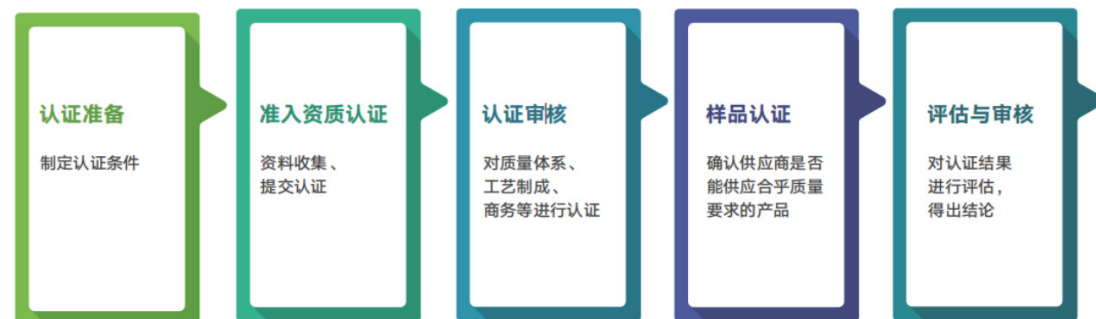 认证准备
制定认证条件
准入资质认证
资料收集、
提交认证
认证审核
对质量体系、
工艺制成、
商务等进行认证
样品认证
确认供应商是否
能供应合乎质量
要求的产品
评估与审核
对认证结果
进行评估，
得出结论